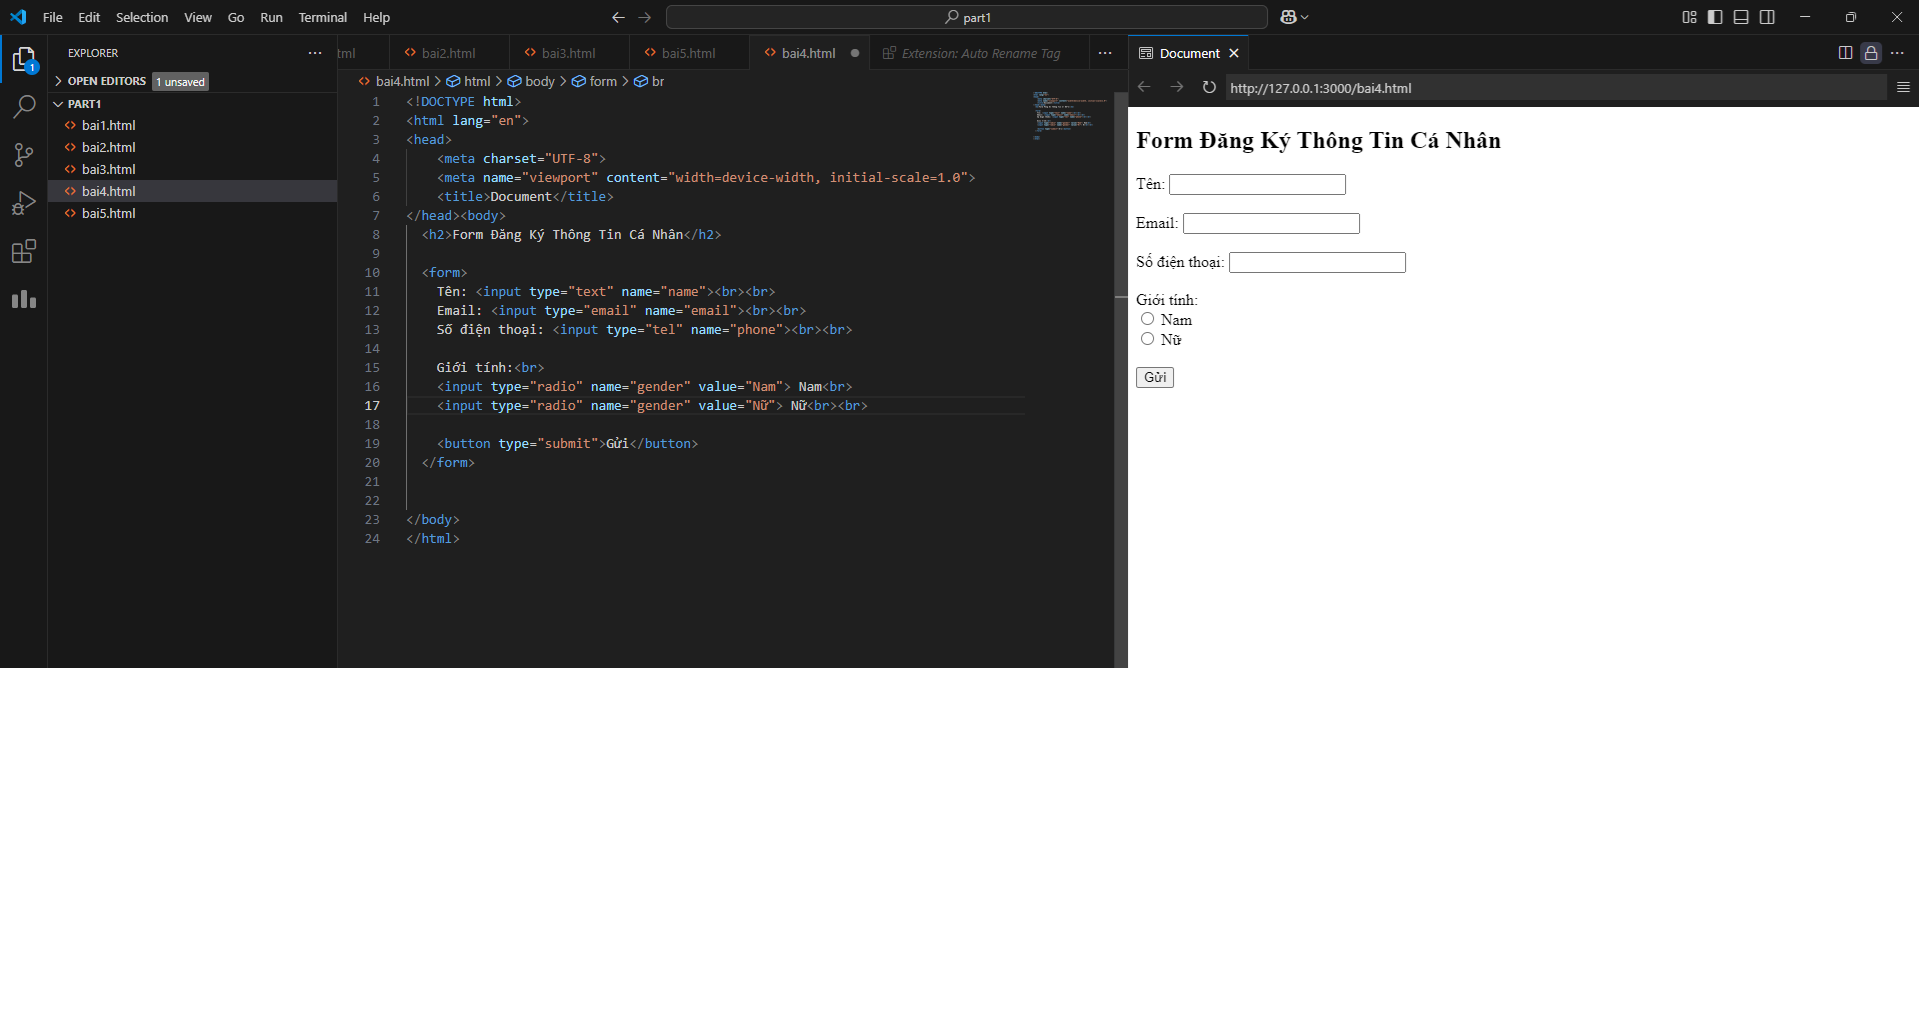 File Edit Selection View Go Run Terminal Help
part1
EXPLORER
OPEN EDITORS 1 unsaved
PART1
bai1.html
bai2.html
bai3.html
bai4.html
bai5.html
1
tml bai2.html bai3.html bai5.html bai4.html Extension: Auto Rename Tag
bai4.html > html > body > form > br
1 <!DOCTYPE html>
2 <html lang="en">
3 <head>
4 <meta charset="UTF-8">
5 <meta name="viewport" content="width=device-width, initial-scale=1.0">
6 <title>Document</title>
7 </head><body>
8 <h2>Form Đăng Ký Thông Tin Cá Nhân</h2>
9
10 <form>
11 Tên: <input type="text" name="name"><br><br>
12 Email: <input type="email" name="email"><br><br>
13 Số điện thoại: <input type="tel" name="phone"><br><br>
14
15 Giới tính:<br>
16 <input type="radio" name="gender" value="Nam"> Nam<br>
17 <input type="radio" name="gender" value="Nữ"> Nữ<br><br>
18
19 <button type="submit">Gửi</button>
20 </form>
21
22
23 </body>
24 </html>
Document
http://127.0.0.1:3000/bai4.html
Form Đăng Ký Thông Tin Cá Nhân
Tên:
Email:
Số điện thoại:
Giới tính:
Nam
Nữ
Gửi